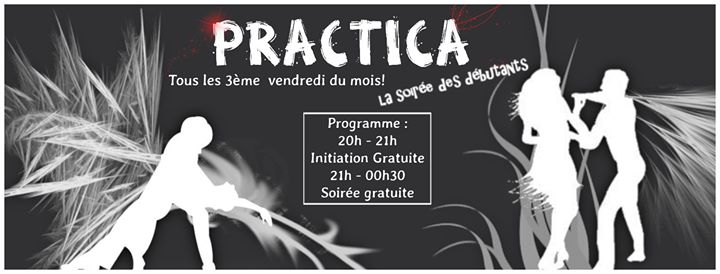 PRACTICA
Tous les 3ème vendredi du mois!
La soirée des débutants
Programme :
20h - 21h
Initiation Gratuite
21h - 00h30
Soirée gratuite